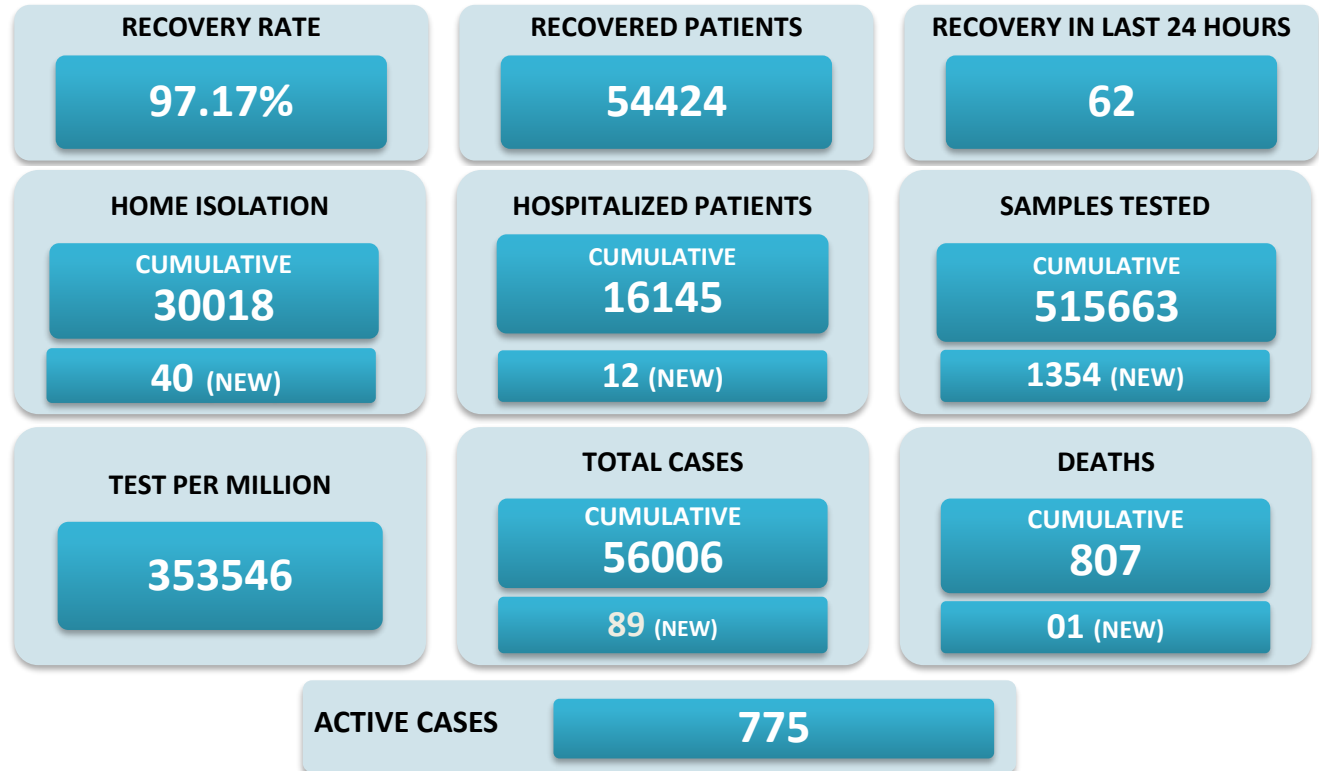 RECOVERY RATE
97.17%
RECOVERED PATIENTS
54424
RECOVERY IN LAST 24 HOURS
62
HOME ISOLATION
CUMULATIVE
30018
40 (NEW)
HOSPITALIZED PATIENTS
CUMULATIVE
16145
12 (NEW)
SAMPLES TESTED
CUMULATIVE
515663
1354 (NEW)
TEST PER MILLION
353546
TOTAL CASES
CUMULATIVE
56006
89 (NEW)
DEATHS
CUMULATIVE
807
01 (NEW)
ACTIVE CASES
775